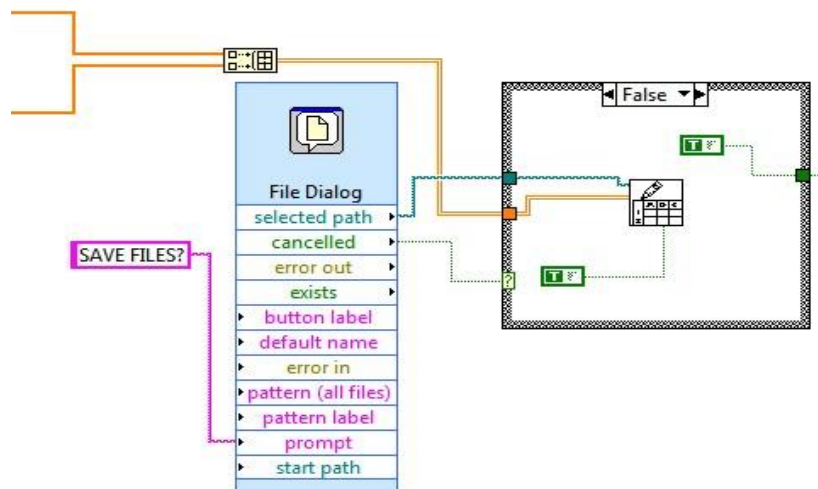 False
T
File Dialog
selected path
cancelled
error out
exists
SAVE FILES?
T
button label
default name
error in
pattern (all files)
pattern label
prompt
start path
?